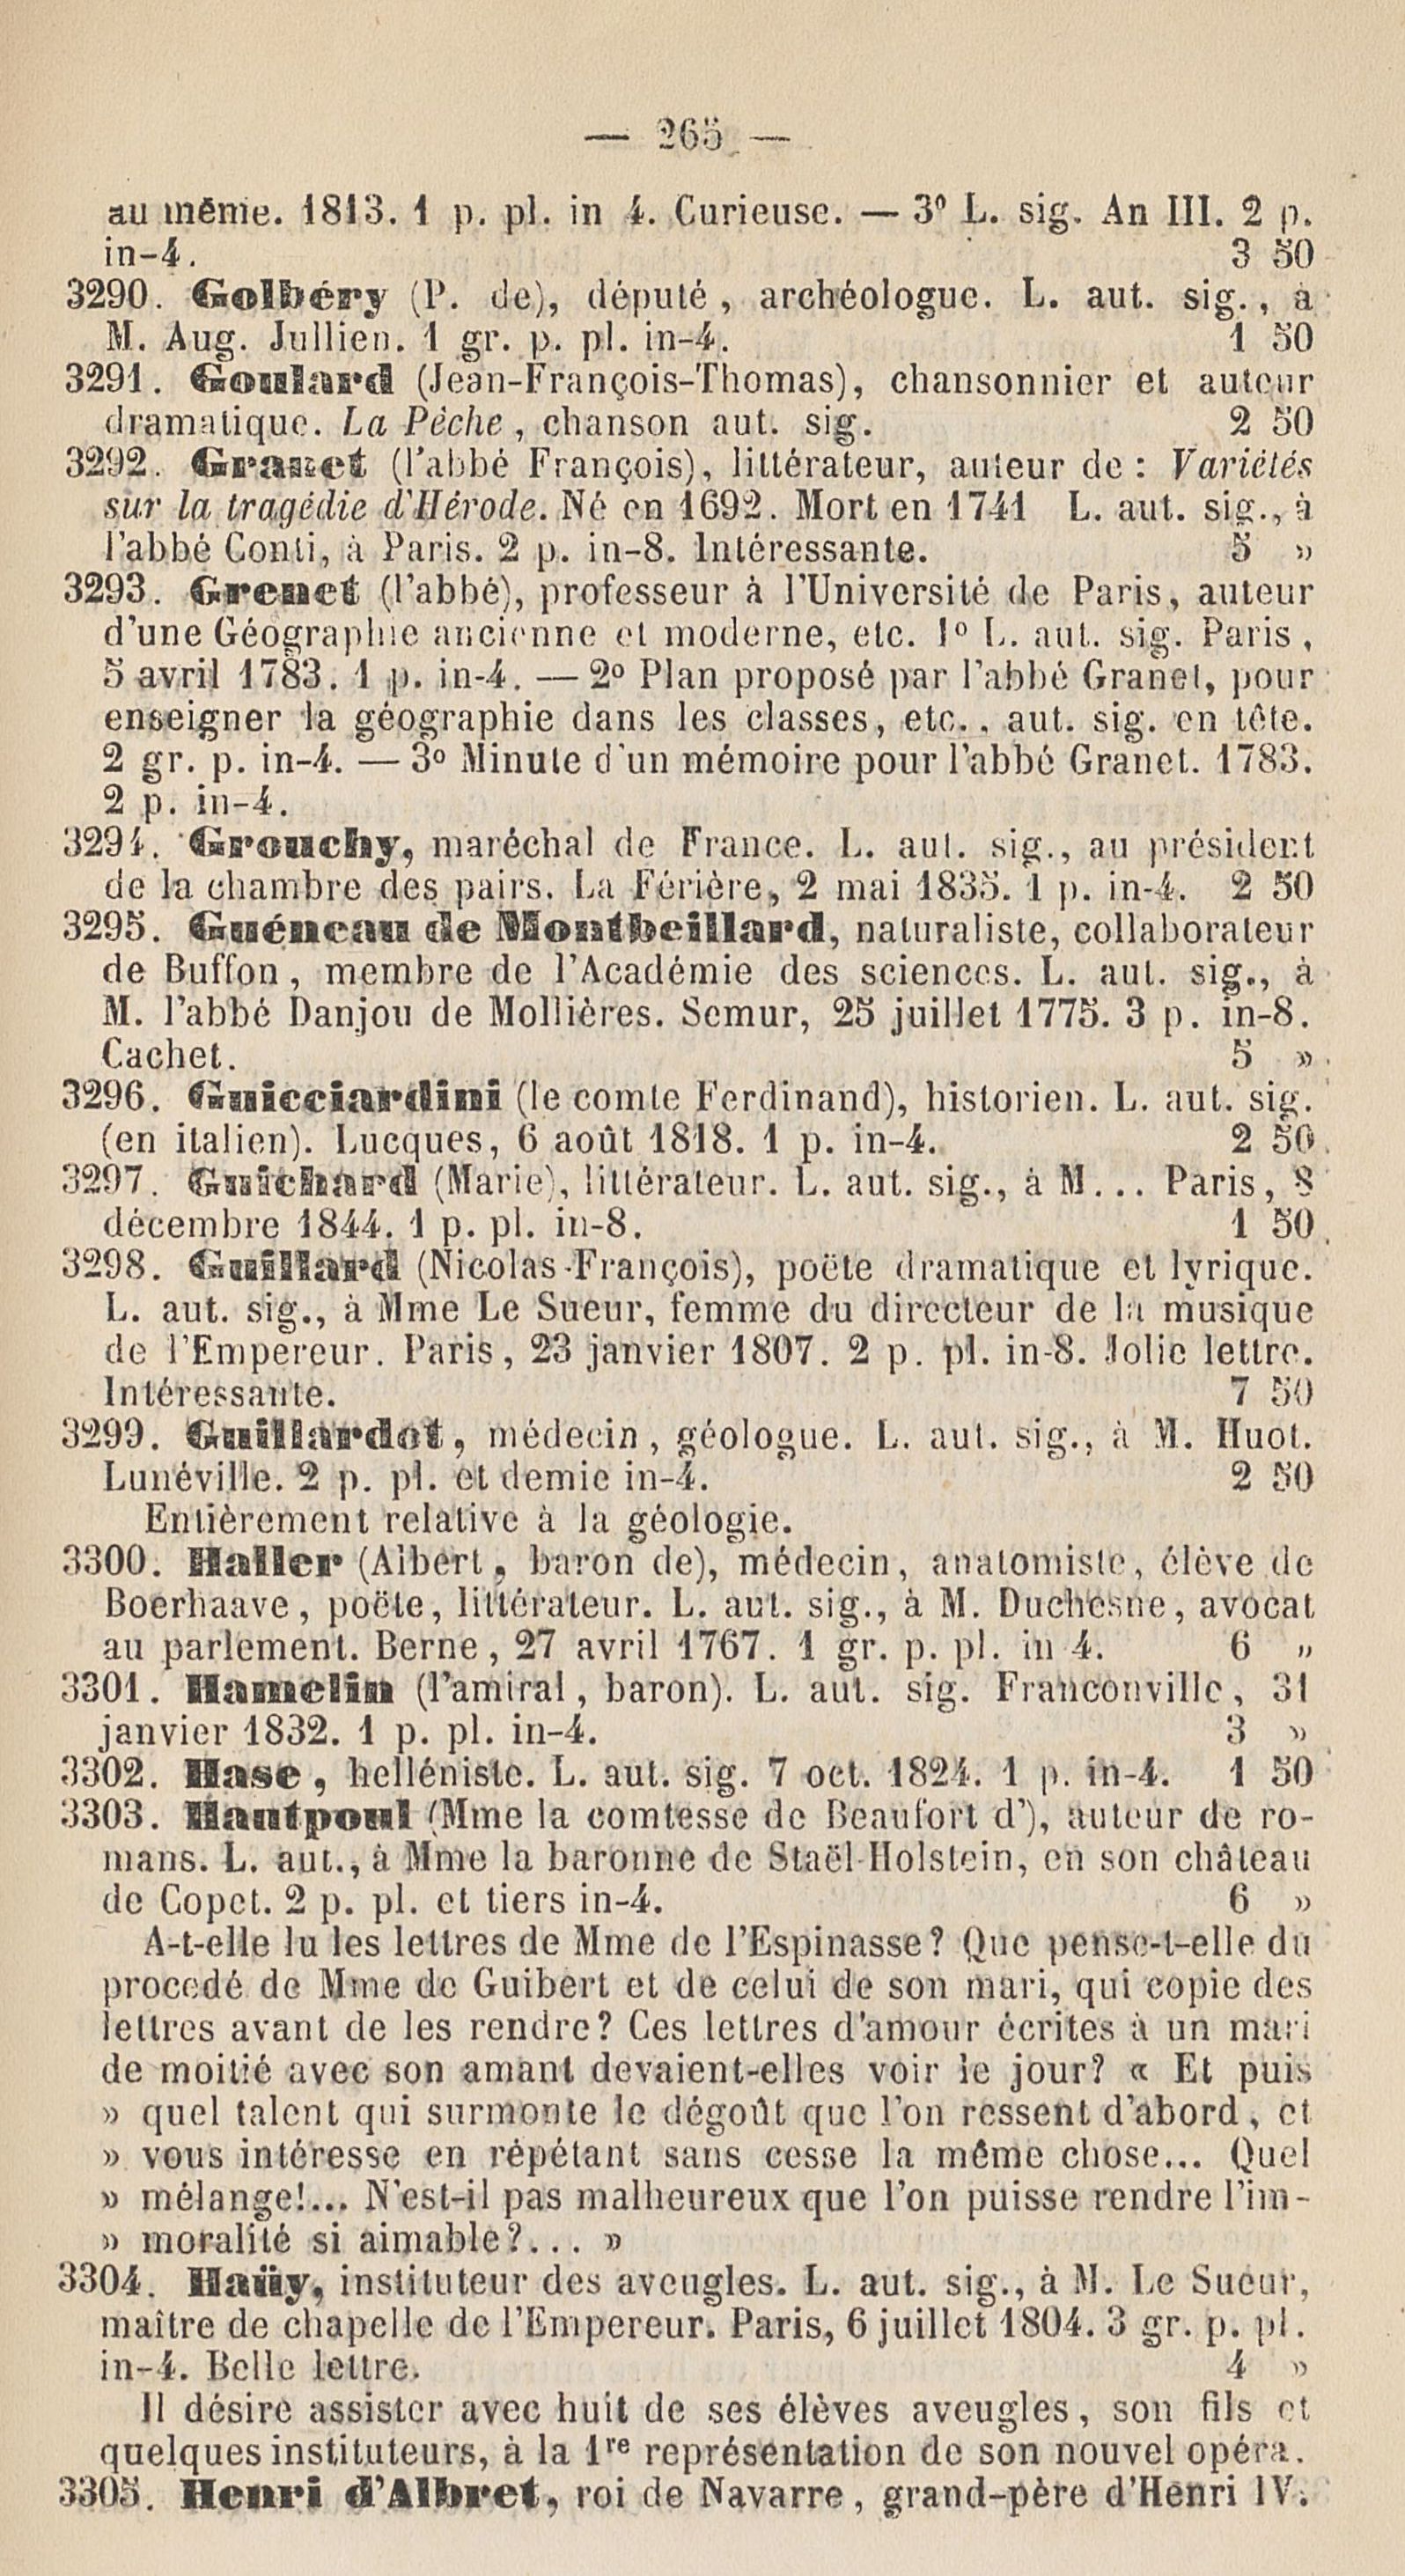 — 265 —
au même. 1813. 1 p. pl. in 4. Curieuse. — 3º L. sig. An III. 2 p.
in-4. 3 50
3290. Golbéry (P. de), député, archéologue. L. aut. sig., à
M. Aug. Jullien. 1 gr. p. pl. in-4. 1 50
3291. Goulard (Jean-François-Thomas), chansonnier et auteur
dramatique. La Pêche, chanson aut. sig. 2 50
3292. Granet (l'abbé François), littérateur, auteur de : Variétés
sur la tragédie d'Hérode. Né en 1692. Mort en 1741 L. aut. sig., à
l'abbé Conti, à Paris. 2 p. in-8. Intéressante. 5 »
3293. Grenet (l'abbé), professeur à l'Université de Paris, auteur
d'une Géographie ancienne et moderne, etc. 1º L. aut. sig. Paris,
5 avril 1783. 1 p. in-4. — 2º Plan proposé par l'abbé Granet, pour
enseigner la géographie dans les classes, etc., aut. sig. en tête.
2 gr. p. in-4. — 3º Minute d'un mémoire pour l'abbé Granet. 1783.
2 p. in-4.
3294. Grouchy, maréchal de France. L. aut. sig., au président
de la chambre des pairs. La Férière, 2 mai 1835. 1 p. in-4. 2 50
3295. Guéneau de Montbeillard, naturaliste, collaborateur
de Buffon, membre de l'Académie des sciences. L. aut. sig., à
M. l'abbé Danjou de Mollières. Semur, 25 juillet 1775. 3 p. in-8.
Cachet. 5 »
3296. Guicciardini (le comte Ferdinand), historien. L. aut. sig.
(en italien). Lucques, 6 août 1818. 1 p. in-4. 2 50
3297. Guichard (Marie), littérateur. L. aut. sig., à M... Paris, 8
décembre 1844. 1 p. pl. in-8. 1 50
3298. Guillard (Nicolas-François), poëte dramatique et lyrique.
L. aut. sig., à Mme Le Sueur, femme du directeur de la musique
de l'Empereur. Paris, 23 janvier 1807. 2 p. pl. in-8. Jolie lettre.
Intéressante. 7 50
3299. Guillardot, médecin, géologue. L. aut. sig., à M. Huot.
Lunéville. 2 p. pl. et demie in-4. 2 50
Entièrement relative à la géologie.
3300. Haller (Albert, baron de), médecin, anatomiste, élève de
Boerhaave, poëte, littérateur. L. aut. sig., à M. Duchesne, avocat
au parlement. Berne, 27 avril 1767. 1 gr. p. pl. in 4. 6 »
3301. Hamelin (l'amiral, baron). L. aut. sig. Franconville, 31
janvier 1832. 1 p. pl. in-4. 3 »
3302. Hase, helléniste. L. aut. sig. 7 oct. 1824. 1 p. in-4. 1 50
3303. Hautpoul (Mme la comtesse de Beaufort d'), auteur de ro-
mans. L. aut., à Mme la baronne de Staël-Holstein, en son château
de Copet. 2 p. pl. et tiers in-4. 6 »
A-t-elle lu les lettres de Mme de l'Espinasse? Que pense-t-elle du
procedé de Mme de Guibert et de celui de son mari, qui copie des
lettres avant de les rendre? Ces lettres d'amour écrites à un mari
de moitié avec son amant devaient-elles voir le jour? « Et puis
» quel talent qui surmonte le dégoût que l'on ressent d'abord, et
» vous intéresse en répétant sans cesse la même chose... Quel
» mélange!... N'est-il pas malheureux que l'on puisse rendre l'im-
» moralité si aimable?... »
3304. Haüy, instituteur des aveugles. L. aut. sig., à M. Le Sueur,
maître de chapelle de l'Empereur. Paris, 6 juillet 1804. 3 gr. p. pl.
in-4. Belle lettre. 4 »
Il désire assister avec huit de ses élèves aveugles, son fils et
quelques instituteurs, à la 1re représentation de son nouvel opéra.
3305. Henri d'Albret, roi de Navarre, grand-père d'Henri IV.